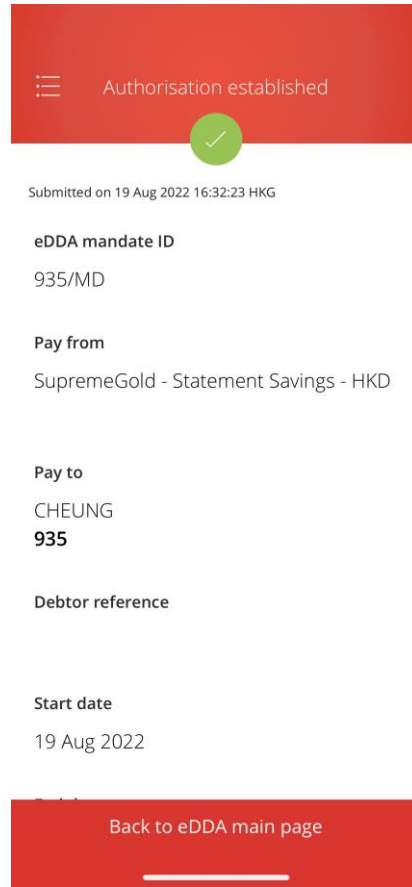 Authorisation established
Submitted on 19 Aug 2022 16:32:23 HKG
eDDA mandate ID
935/MD
Pay from
SupremeGold - Statement Savings - HKD
Pay to
CHEUNG
935
Debtor reference
Start date
19 Aug 2022
Back to eDDA main page